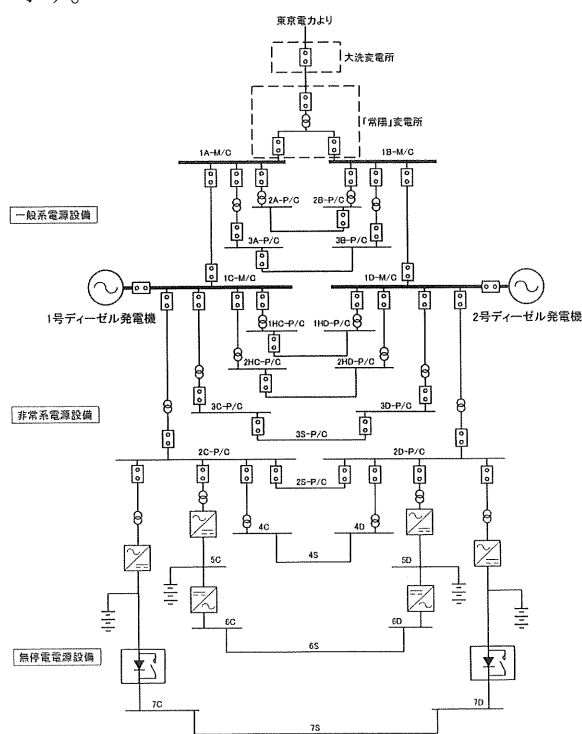 ます。
東京電力より
大洗変電所
「常陽」変電所
1A-M/C
1B-M/C
2A-P/C
2B-P/C
一般系電源設備
3A-P/C
3B-P/C
1C-M/C
1D-M/C
1号ディーゼル発電機
2号ディーゼル発電機
1HC-P/C
1HD-P/C
2HC-P/C
2HD-P/C
3C-P/C
3D-P/C
非常系電源設備
3S-P/C
2C-P/C
2D-P/C
2S-P/C
4C
4D
4S
5C
5D
6C
6D
6S
無停電電源設備
7C
7D
7S